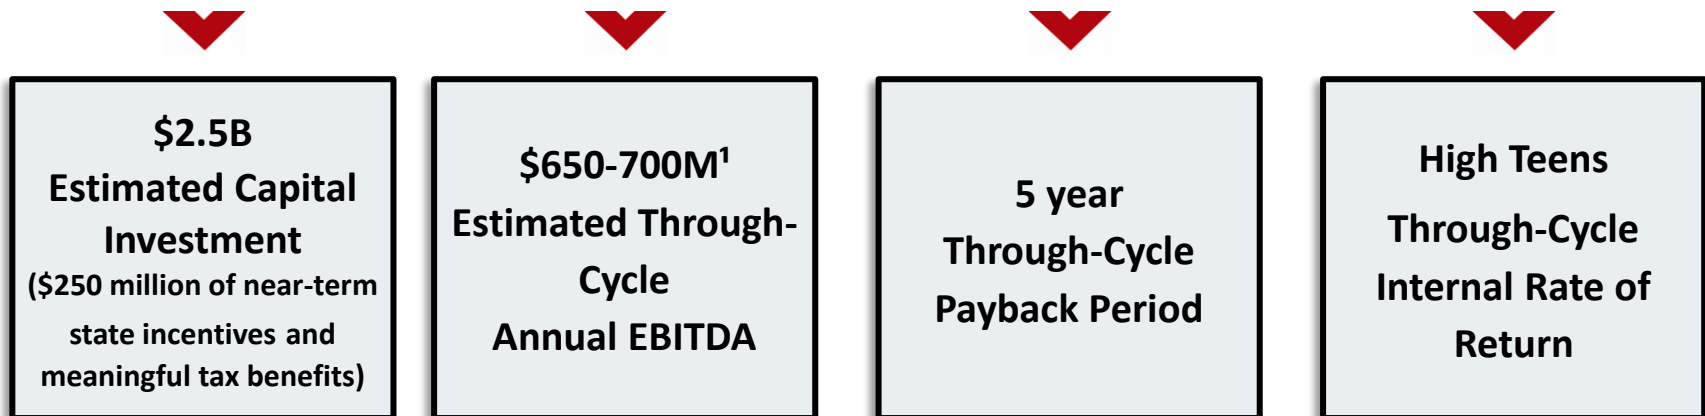 $2.5B
Estimated Capital
Investment
($250 million of near-term
state incentives and
meaningful tax benefits)
$650-700M¹
Estimated Through-
Cycle
Annual EBITDA
5 year
Through-Cycle
Payback Period
High Teens
Through-Cycle
Internal Rate of
Return